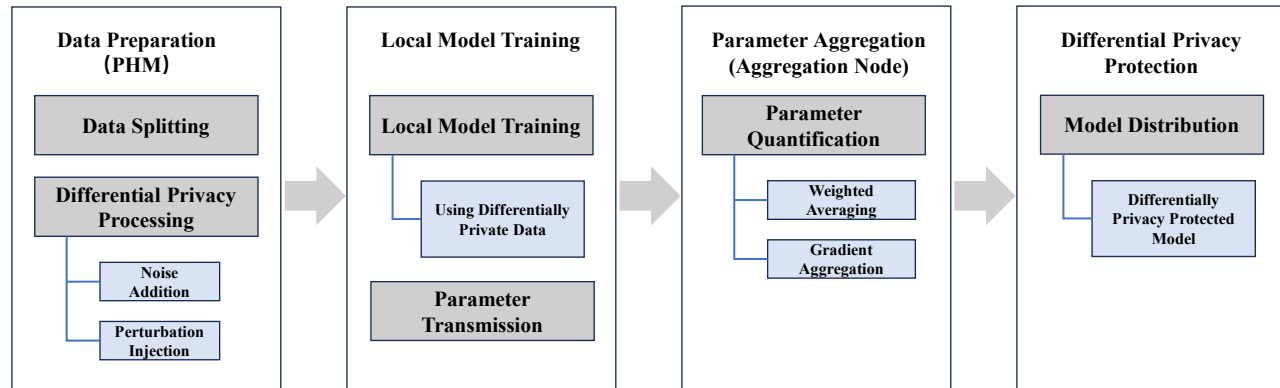 Data Preparation
(PHM)
Data Splitting
Differential Privacy
Processing
Noise
Addition
Perturbation
Injection
Local Model Training
Local Model Training
Using Differentially
Private Data
Parameter
Transmission
Parameter Aggregation
(Aggregation Node)
Parameter
Quantification
Weighted
Averaging
Gradient
Aggregation
Differential Privacy
Protection
Model Distribution
Differentially
Privacy Protected
Model